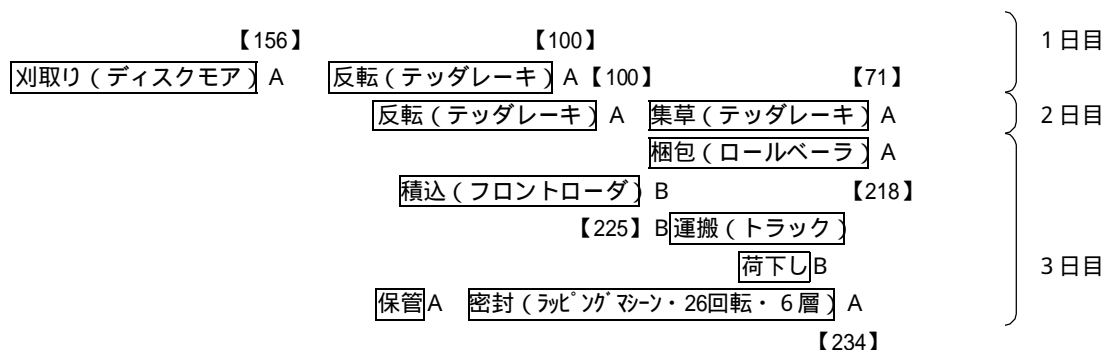 【156】 【100】 1日目
刈取り(ディスクモア) A 反転(テッダレーキ) A【100】 【71】
反転(テッダレーキ) A 集草(テッダレーキ) A 2日目
梱包(ロールベーラ) A
積込(フロントローダ) B 【218】
【225】 B運搬(トラック)
荷下しB 3日目
保管A 密封(ラッピングマシーン・26回転・6層) A
【234】